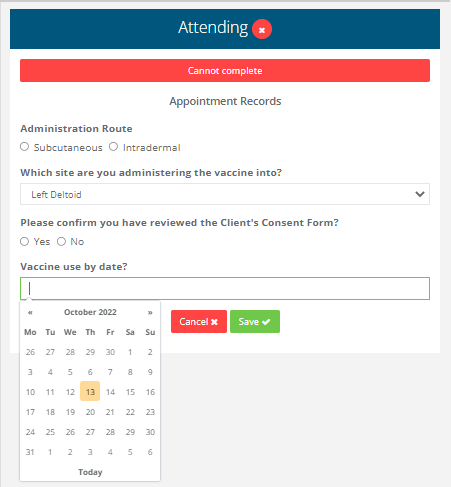 Attending
Cannot complete
Appointment Records
Administration Route
Subcutaneous Intradermal
Which site are you administering the vaccine into?
Left Deltoid
Please confirm you have reviewed the Client's Consent Form?
Yes No
Vaccine use by date?
Cancel Save
« October 2022 »
Mo Tu We Th Fr Sa Su
26 27 28 29 30 1 2
3 4 5 6 7 8 9
10 11 12 13 14 15 16
17 18 19 20 21 22 23
24 25 26 27 28 29 30
31 1 2 3 4 5 6
Today